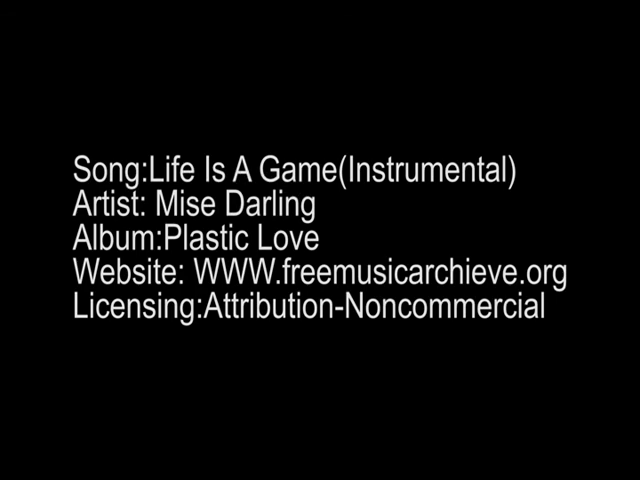 Song:Life Is A Game(Instrumental)
Artist: Mise Darling
Album:Plastic Love
Website: WWW.freemusicarchieve.org
Licensing:Attribution-Noncommercial